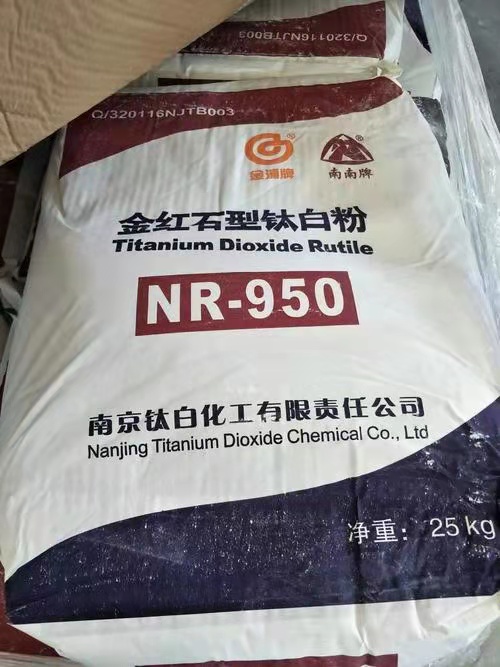 Q/320116NJTB003
Q/320116NJTB003
®
金浦牌
南南牌
金红石型钛白粉
Titanium Dioxide Rutile
NR-950
南京钛白化工有限责任公司
Nanjing Titanium Dioxide Chemical Co., Ltd
净重: 25 kg